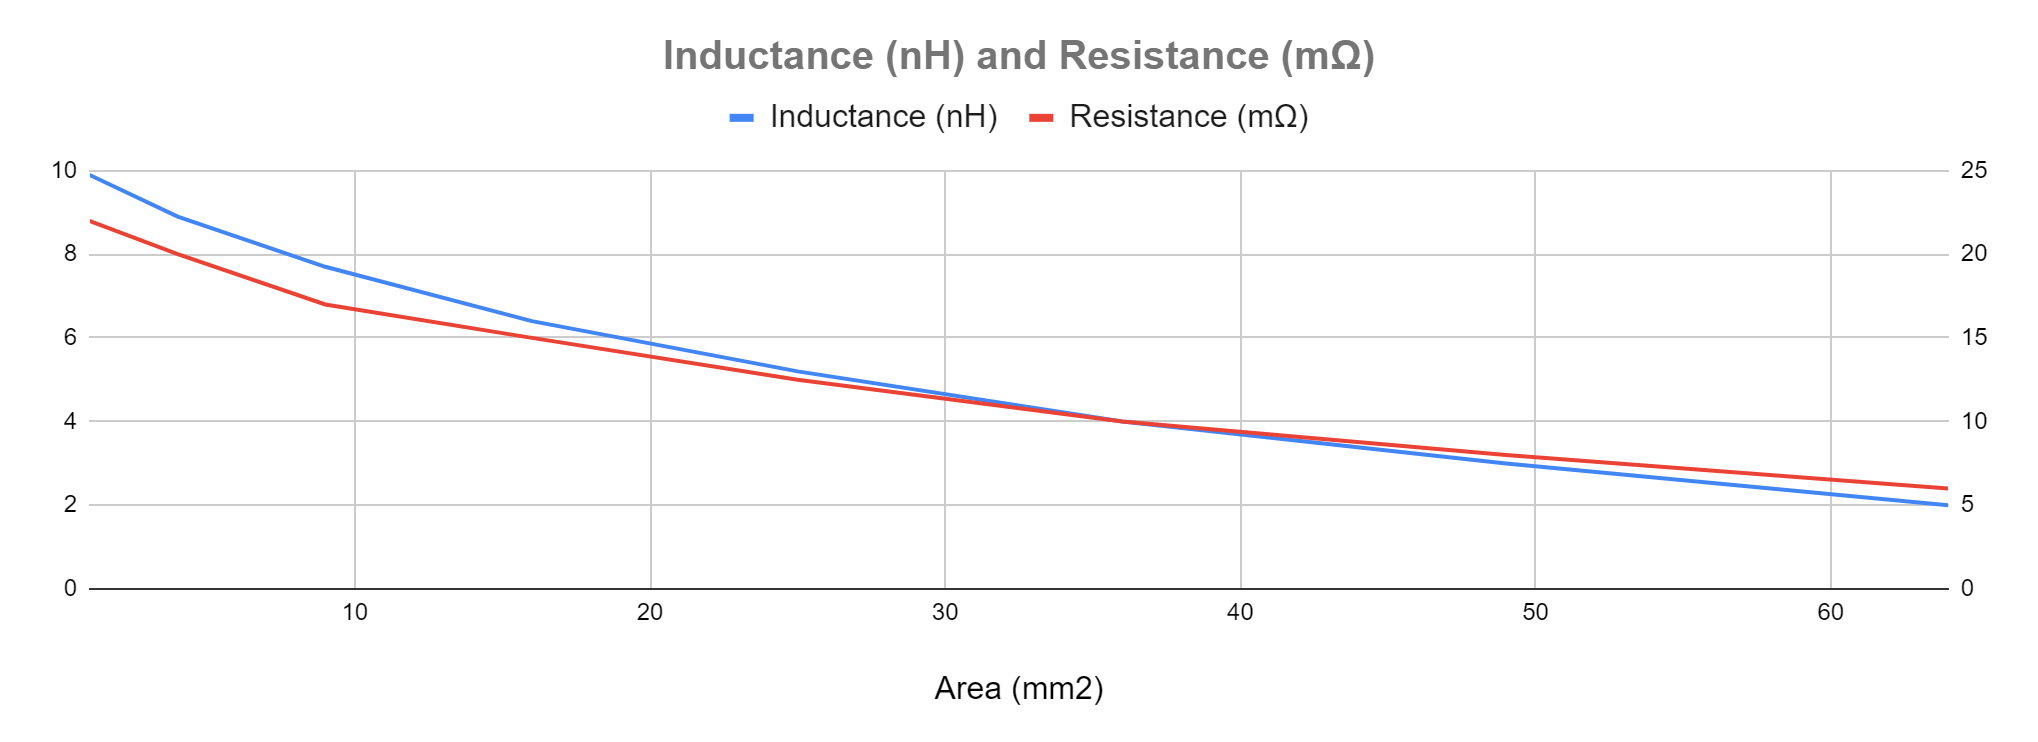 Inductance (nH) and Resistance (mΩ)
Inductance (nH) Resistance (mΩ)
10 25
8 20
6 15
4 10
2 5
0 0
10 20 30 40 50 60
Area (mm2)